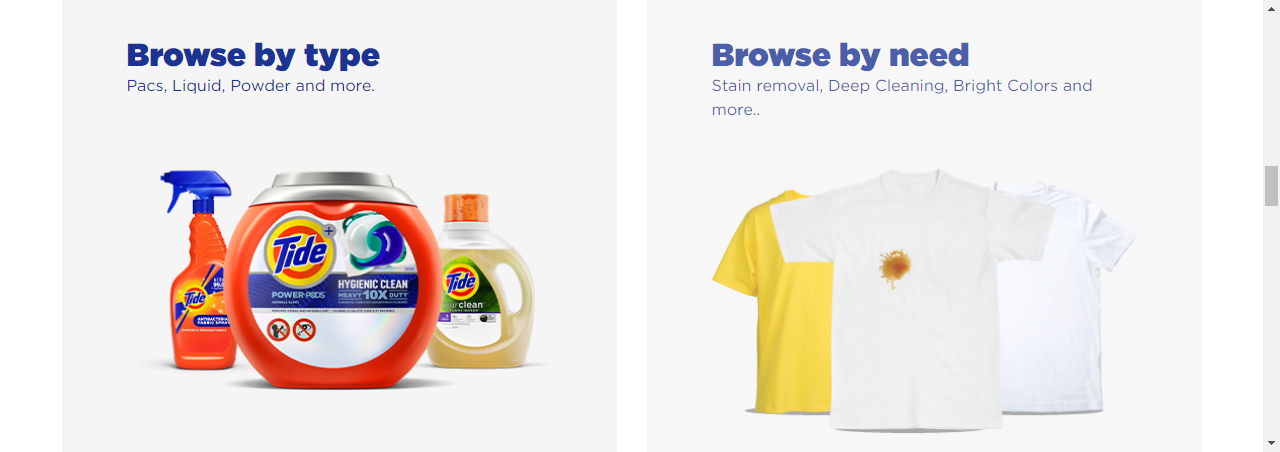 Browse by type
Pacs, Liquid, Powder and more.
Browse by need
Stain removal, Deep Cleaning, Bright Colors and
more..
Tide
ANTIBACTERIAL
FABRIC SPRAY
Tide+
HYGIENIC CLEAN
HEAVY 10X DUTY
POWER PODS
Tide
clean